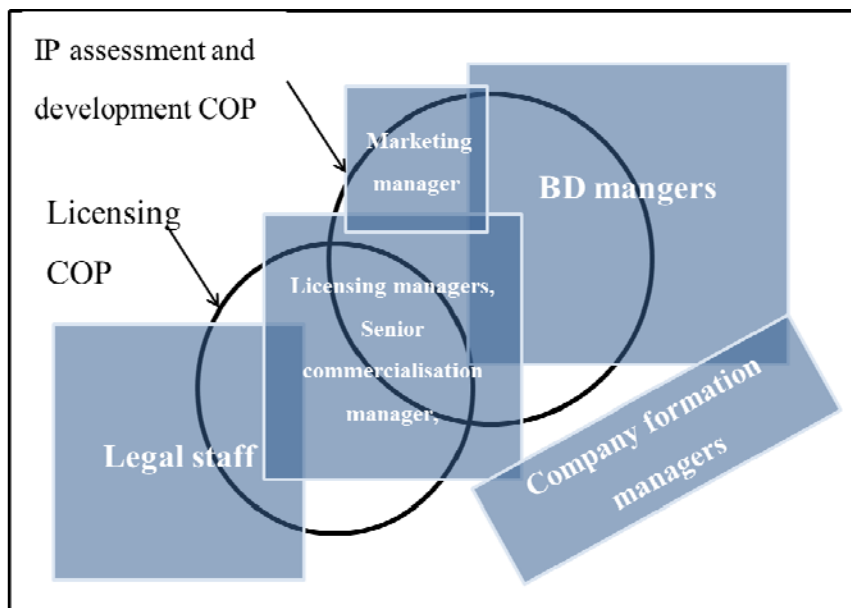 IP assessment and
development COP
Marketing
manager
BD mangers
Licensing
COP
Licensing managers,
Senior
commercialisation
manager,
Legal staff
Company formation
managers